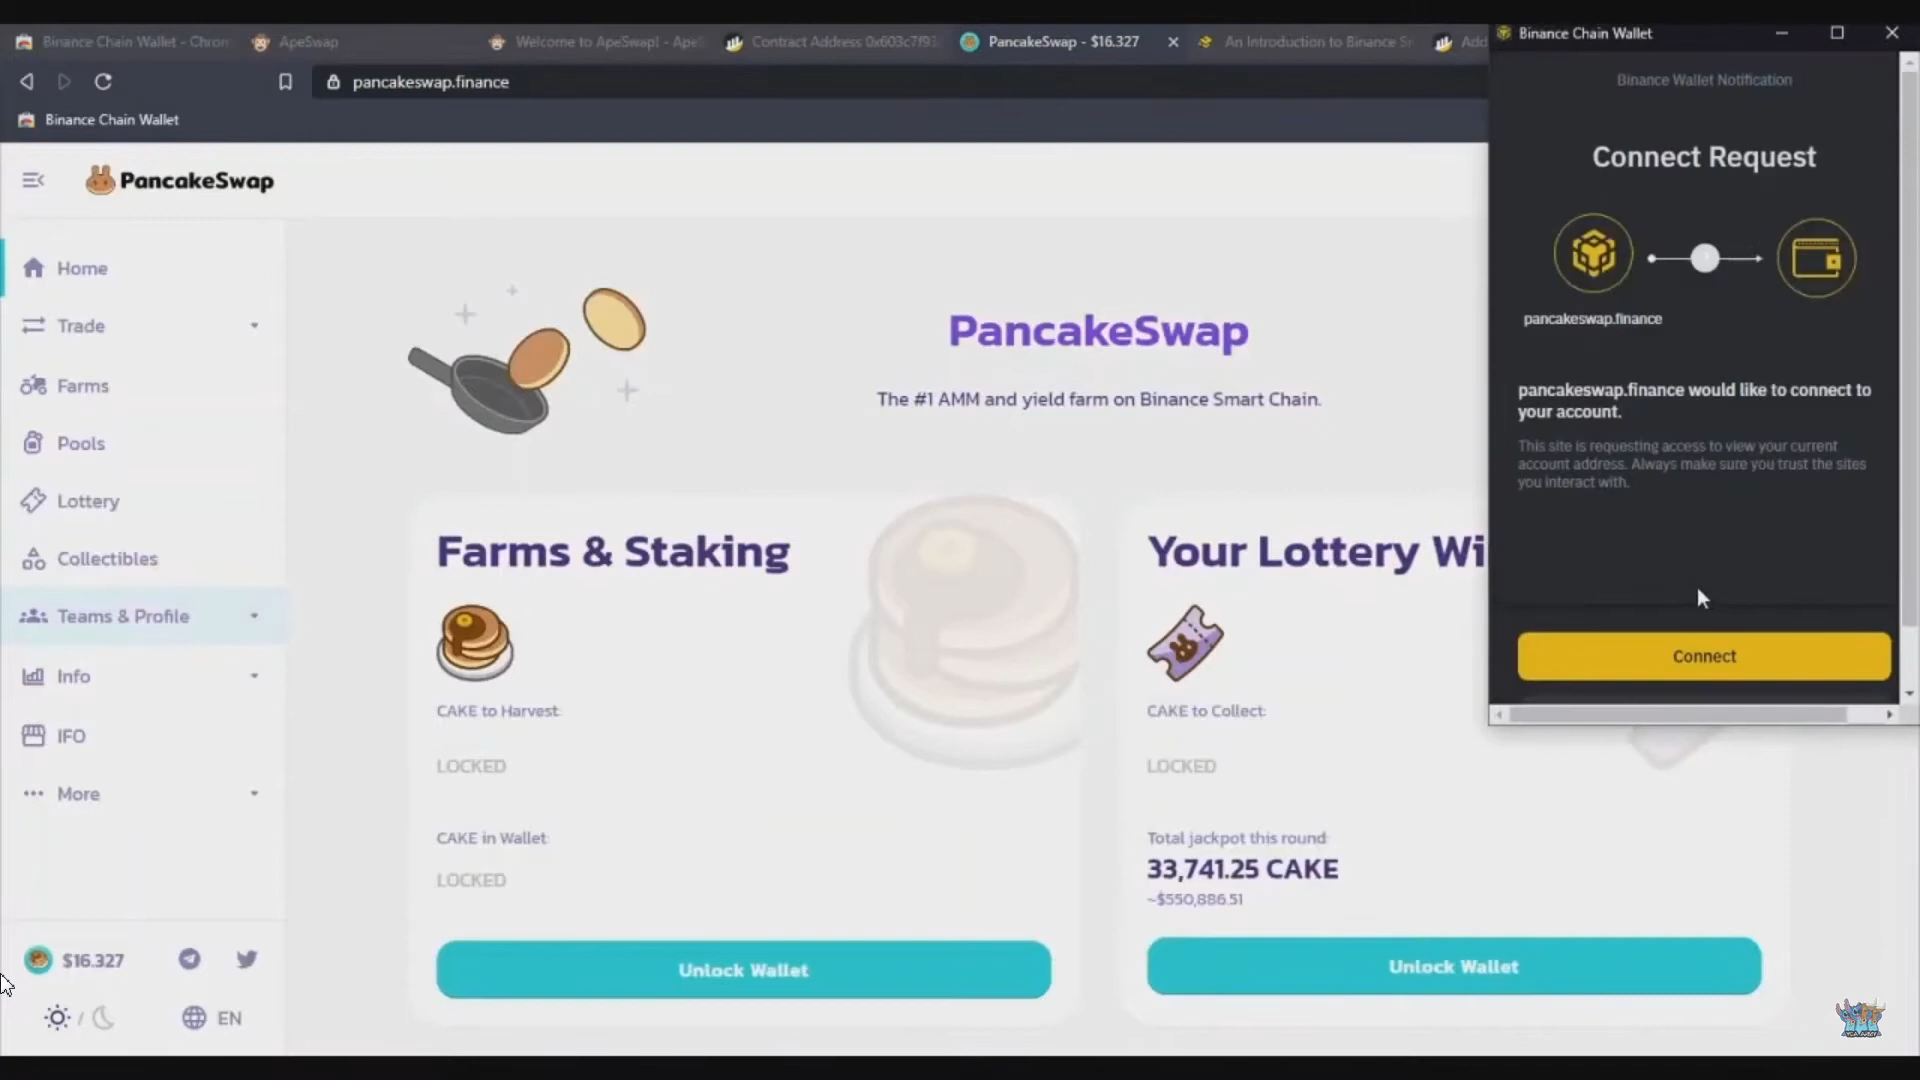 Binance Chain Wallet - Chron
ApeSwap
Welcome to ApeSwap! - Ape
Contract Address 0x603c7f93
PancakeSwap - $16.327
An Introduction to Binance Sr
Add
Binance Chain Wallet
pancakeswap.finance
Binance Chain Wallet
Binance Wallet Notification
Connect Request
pancakeswap.finance
pancakeswap.finance would like to connect to
your account.
This site is requesting access to view your current
account address. Always make sure you trust the sites
you interact with.
Connect
PancakeSwap
Home
Trade
Farms
Pools
Lottery
Collectibles
Teams & Profile
Info
IFO
More
$16.327
/
EN
PancakeSwap
The #1 AMM and yield farm on Binance Smart Chain.
Farms & Staking
CAKE to Harvest:
LOCKED
CAKE in Wallet:
LOCKED
Unlock Wallet
Your Lottery Wi
CAKE to Collect:
LOCKED
Total jackpot this round:
33,741.25 CAKE
~$550,886.51
Unlock Wallet